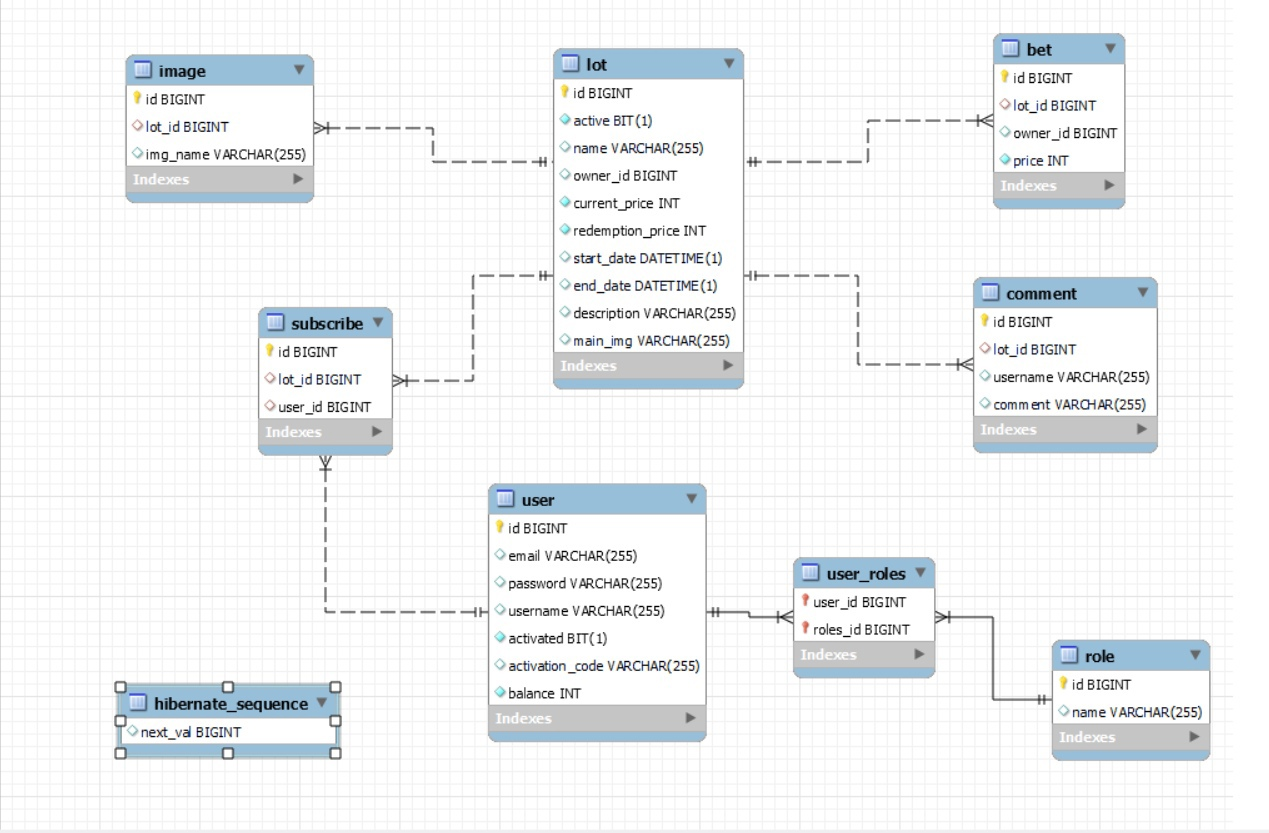 image
id BIGINT
lot_id BIGINT
img_name VARCHAR(255)
Indexes
lot
id BIGINT
active BIT(1)
name VARCHAR(255)
owner_id BIGINT
current_price INT
redemption_price INT
start_date DATETIME(1)
end_date DATETIME(1)
description VARCHAR(255)
main_img VARCHAR(255)
Indexes
bet
id BIGINT
lot_id BIGINT
owner_id BIGINT
price INT
Indexes
subscribe
id BIGINT
lot_id BIGINT
user_id BIGINT
Indexes
comment
id BIGINT
lot_id BIGINT
username VARCHAR(255)
comment VARCHAR(255)
Indexes
user
id BIGINT
email VARCHAR(255)
password VARCHAR(255)
username VARCHAR(255)
activated BIT(1)
activation_code VARCHAR(255)
balance INT
Indexes
user_roles
user_id BIGINT
roles_id BIGINT
Indexes
role
id BIGINT
name VARCHAR(255)
Indexes
hibernate_sequence
next_val BIGINT